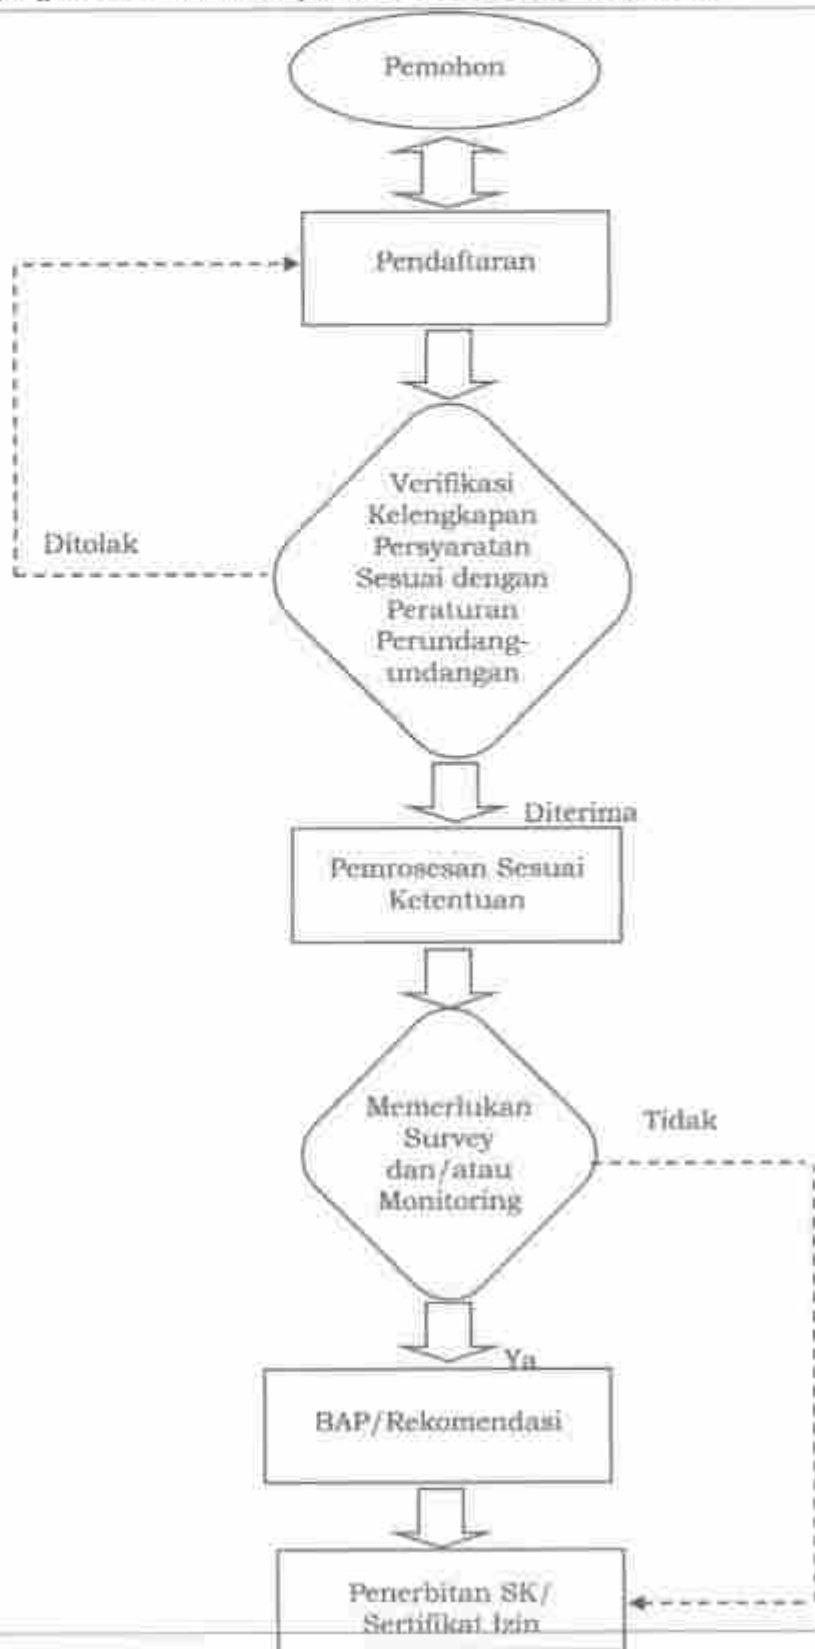 Pemohon
Pendaftaran
Verifikasi
Kelengkapan
Persyaratan
Sesuai dengan
Peraturan
Perundang-
undangan
Ditolak
Diterima
Pemrosesan Sesuai
Ketentuan
Memerlukan
Survey
dan/atau
Monitoring
Tidak
Ya
BAP/Rekomendasi
Penerbitan SK/
Sertifikat Izin